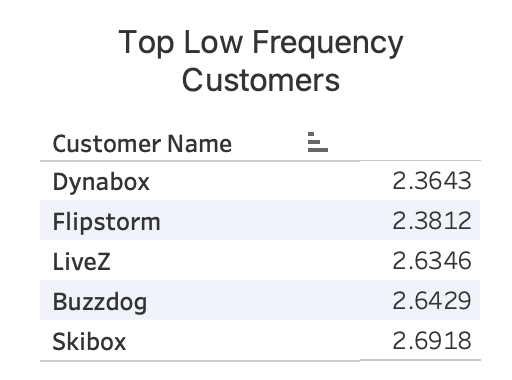 Top Low Frequency
Customers
Customer Name
Dynabox 2.3643
Flipstorm 2.3812
LiveZ 2.6346
Buzzdog 2.6429
Skibox 2.6918